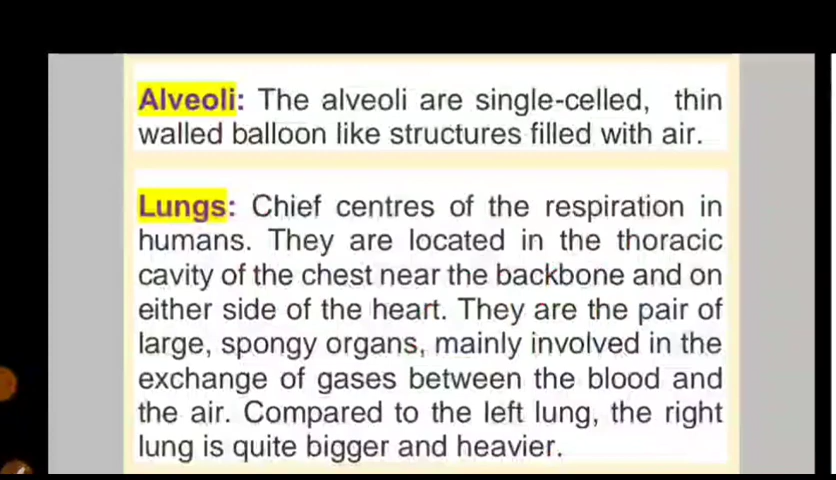 Alveoli: The alveoli are single-celled, thin
walled balloon like structures filled with air.
Lungs: Chief centres of the respiration in
humans. They are located in the thoracic
cavity of the chest near the backbone and on
either side of the heart. They are the pair of
large, spongy organs, mainly involved in the
exchange of gases between the blood and
the air. Compared to the left lung, the right
lung is quite bigger and heavier.